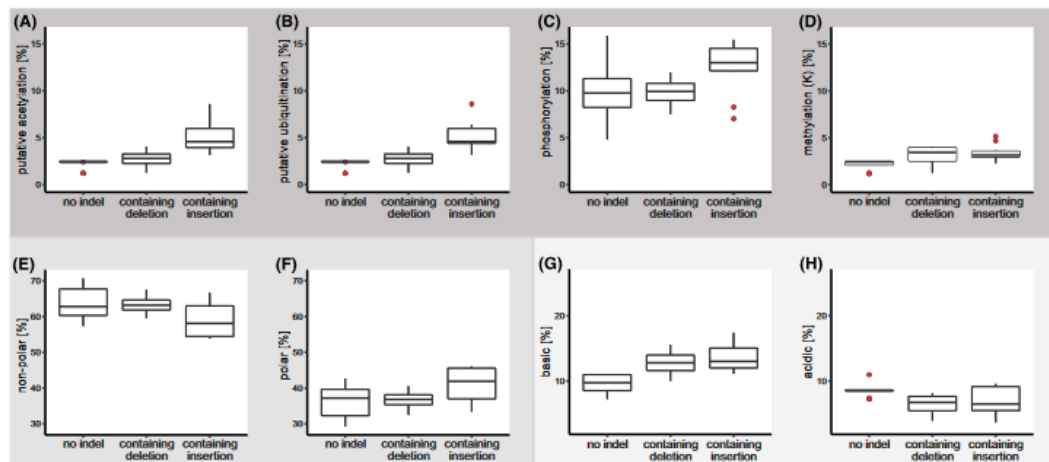 (A)
putative acetylation [%]
15
10
5
0
no indel
containing
deletion
containing
insertion
(B)
putative ubiquitination [%]
15
10
5
0
no indel
containing
deletion
containing
insertion
(C)
phosphorylation [%]
15
10
5
0
no indel
containing
deletion
containing
insertion
(D)
methylation (K) [%]
15
10
5
0
no indel
containing
deletion
containing
insertion
(E)
non-polar [%]
70
60
50
40
30
no indel
containing
deletion
containing
insertion
(F)
polar [%]
70
60
50
40
30
no indel
containing
deletion
containing
insertion
(G)
basic [%]
20
10
no indel
containing
deletion
containing
insertion
(H)
acidic [%]
20
10
no indel
containing
deletion
containing
insertion